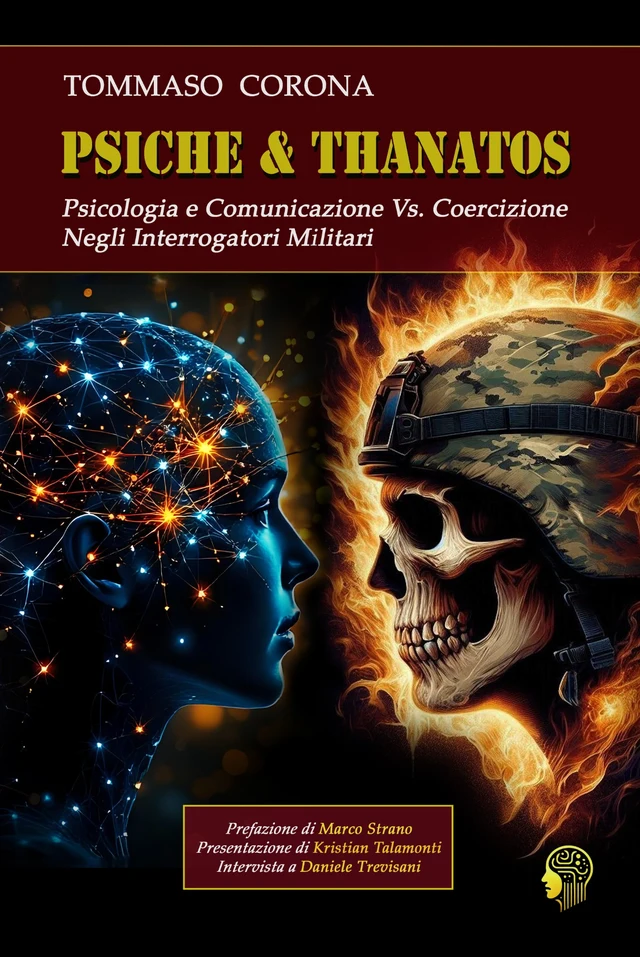 TOMMASO CORONA
PSICHE & THANATOS
Psicologia e Comunicazione Vs. Coercizione
Negli Interrogatori Militari
Prefazione di Marco Strano
Presentazione di Kristian Talamonti
Intervista a Daniele Trevisani